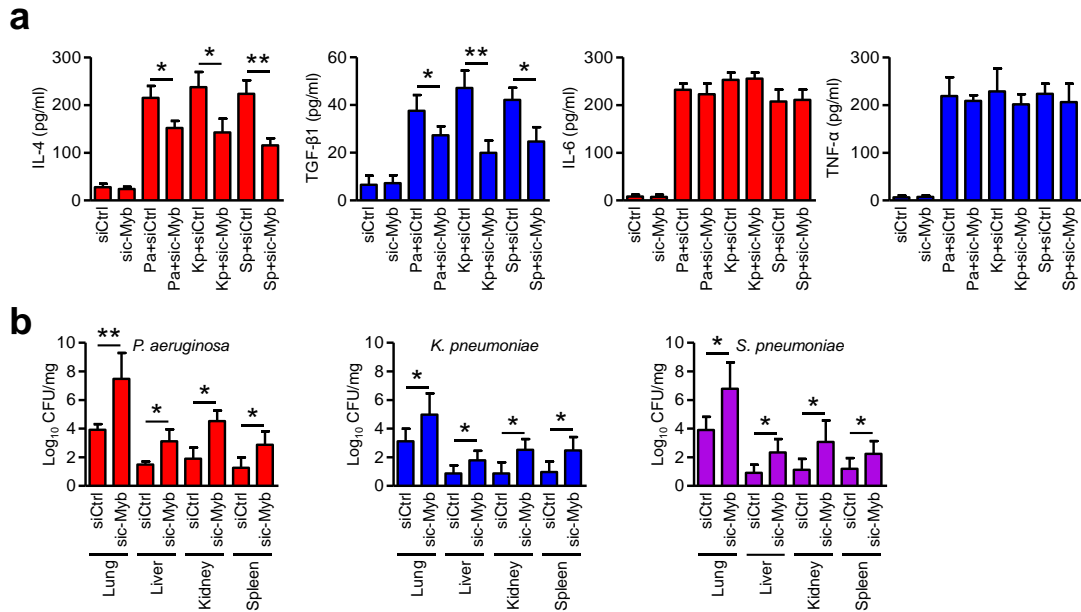 a
300
200
100
0
IL-4 (pg/ml)
*
*
**
siCtrl
sic-Myb
Pa+siCtrl
Pa+sic-Myb
Kp+siCtrl
Kp+sic-Myb
Sp+siCtrl
Sp+sic-Myb
60
40
20
0
TGF-β1 (pg/ml)
*
**
*
siCtrl
sic-Myb
Pa+siCtrl
Pa+sic-Myb
Kp+siCtrl
Kp+sic-Myb
Sp+siCtrl
Sp+sic-Myb
300
200
100
0
IL-6 (pg/ml)
siCtrl
sic-Myb
Pa+siCtrl
Pa+sic-Myb
Kp+siCtrl
Kp+sic-Myb
Sp+siCtrl
Sp+sic-Myb
300
200
100
0
TNF-α (pg/ml)
siCtrl
sic-Myb
Pa+siCtrl
Pa+sic-Myb
Kp+siCtrl
Kp+sic-Myb
Sp+siCtrl
Sp+sic-Myb
b
P. aeruginosa
10
8
6
4
2
0
Log₁₀ CFU/mg
**
*
*
*
siCtrl
sic-Myb
siCtrl
sic-Myb
siCtrl
sic-Myb
siCtrl
sic-Myb
Lung
Liver
Kidney
Spleen
K. pneumoniae
10
8
6
4
2
0
Log₁₀ CFU/mg
*
*
*
*
siCtrl
sic-Myb
siCtrl
sic-Myb
siCtrl
sic-Myb
siCtrl
sic-Myb
Lung
Liver
Kidney
Spleen
S. pneumoniae
10
8
6
4
2
0
Log₁₀ CFU/mg
*
*
*
*
siCtrl
sic-Myb
siCtrl
sic-Myb
siCtrl
sic-Myb
siCtrl
sic-Myb
Lung
Liver
Kidney
Spleen